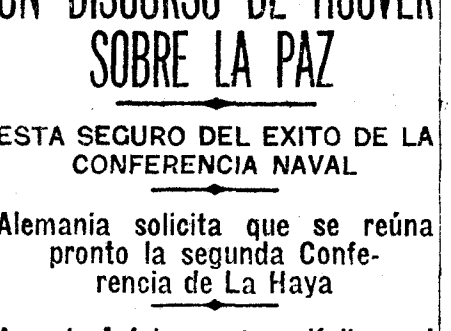 UN DISCURSO DE HOOVER
SOBRE LA PAZ
ESTA SEGURO DEL EXITO DE LA
CONFERENCIA NAVAL
Alemania solicita que se reúna
pronto la segunda Confe-
rencia de La Haya